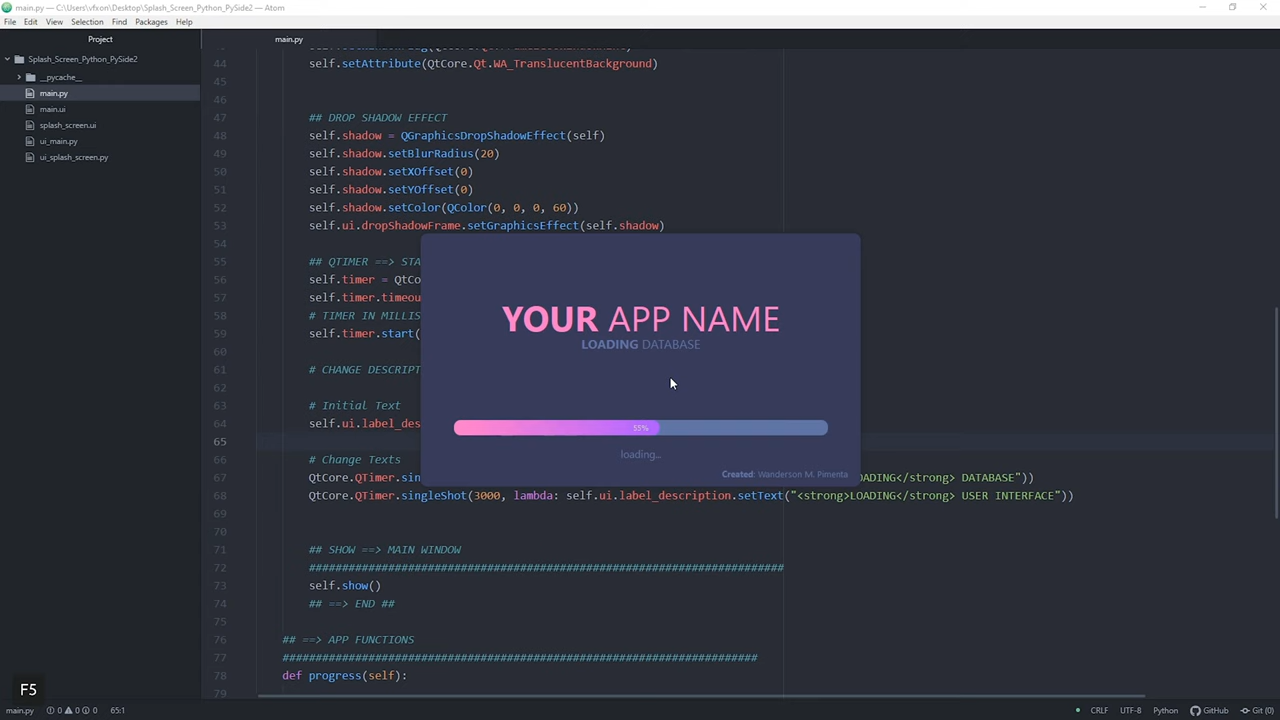 main.py — C:\Users\vfxon\Desktop\Splash_Screen_Python_PySide2 — Atom
File Edit View Selection Find Packages Help
Project
main.py
Splash_Screen_Python_PySide2
__pycache__
main.py
main.ui
splash_screen.ui
ui_main.py
ui_splash_screen.py
44 self.setAttribute(QtCore.Qt.WA_TranslucentBackground)
45
46
47 ## DROP SHADOW EFFECT
48 self.shadow = QGraphicsDropShadowEffect(self)
49 self.shadow.setBlurRadius(20)
50 self.shadow.setXOffset(0)
51 self.shadow.setYOffset(0)
52 self.shadow.setColor(QColor(0, 0, 0, 60))
53 self.ui.dropShadowFrame.setGraphicsEffect(self.shadow)
54
55 ## QTIMER ==> STA
56 self.timer = QtCo
57 self.timer.timeou
58 # TIMER IN MILLIS
59 self.timer.start(
60
61 # CHANGE DESCRIPT
62
63 # Initial Text
64 self.ui.label_des
65
66 # Change Texts
67 QtCore.QTimer.sin ADING</strong> DATABASE"))
68 QtCore.QTimer.singleShot(3000, lambda: self.ui.label_description.setText("<strong>LOADING</strong> USER INTERFACE"))
69
70
71 ## SHOW ==> MAIN WINDOW
72 ########################################################################
73 self.show()
74 ## ==> END ##
75
76 ## ==> APP FUNCTIONS
77 ########################################################################
78 def progress(self):
79
YOUR APP NAME
LOADING DATABASE
55%
loading...
Created: Wanderson M. Pimenta
F5
main.py 0 0 0 65:1 CRLF UTF-8 Python GitHub Git (0)